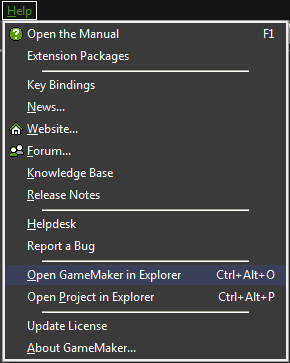 Help
Open the Manual F1
Extension Packages
Key Bindings
News...
Website...
Forum...
Knowledge Base
Release Notes
Helpdesk
Report a Bug
Open GameMaker in Explorer Ctrl+Alt+O
Open Project in Explorer Ctrl+Alt+P
Update License
About GameMaker...